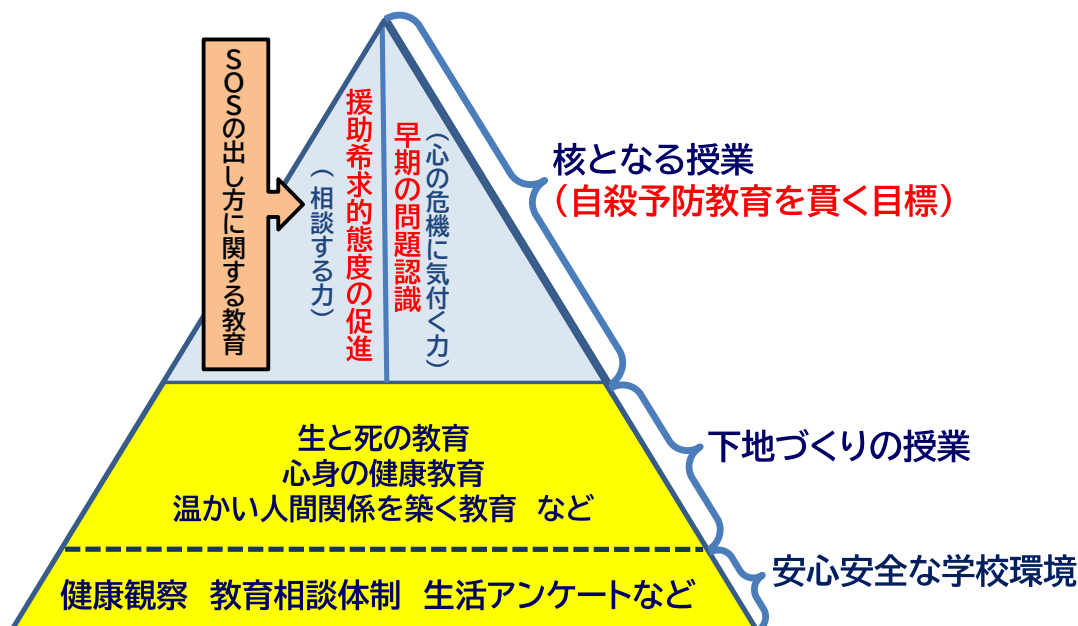 SOSの出し方に関する教育
援助希求的態度の促進
(相談する力)
早期の問題認識
(心の危機に気付く力)
核となる授業
(自殺予防教育を貫く目標)
生と死の教育
心身の健康教育
温かい人間関係を築く教育 など
下地づくりの授業
健康観察 教育相談体制 生活アンケートなど
安心安全な学校環境